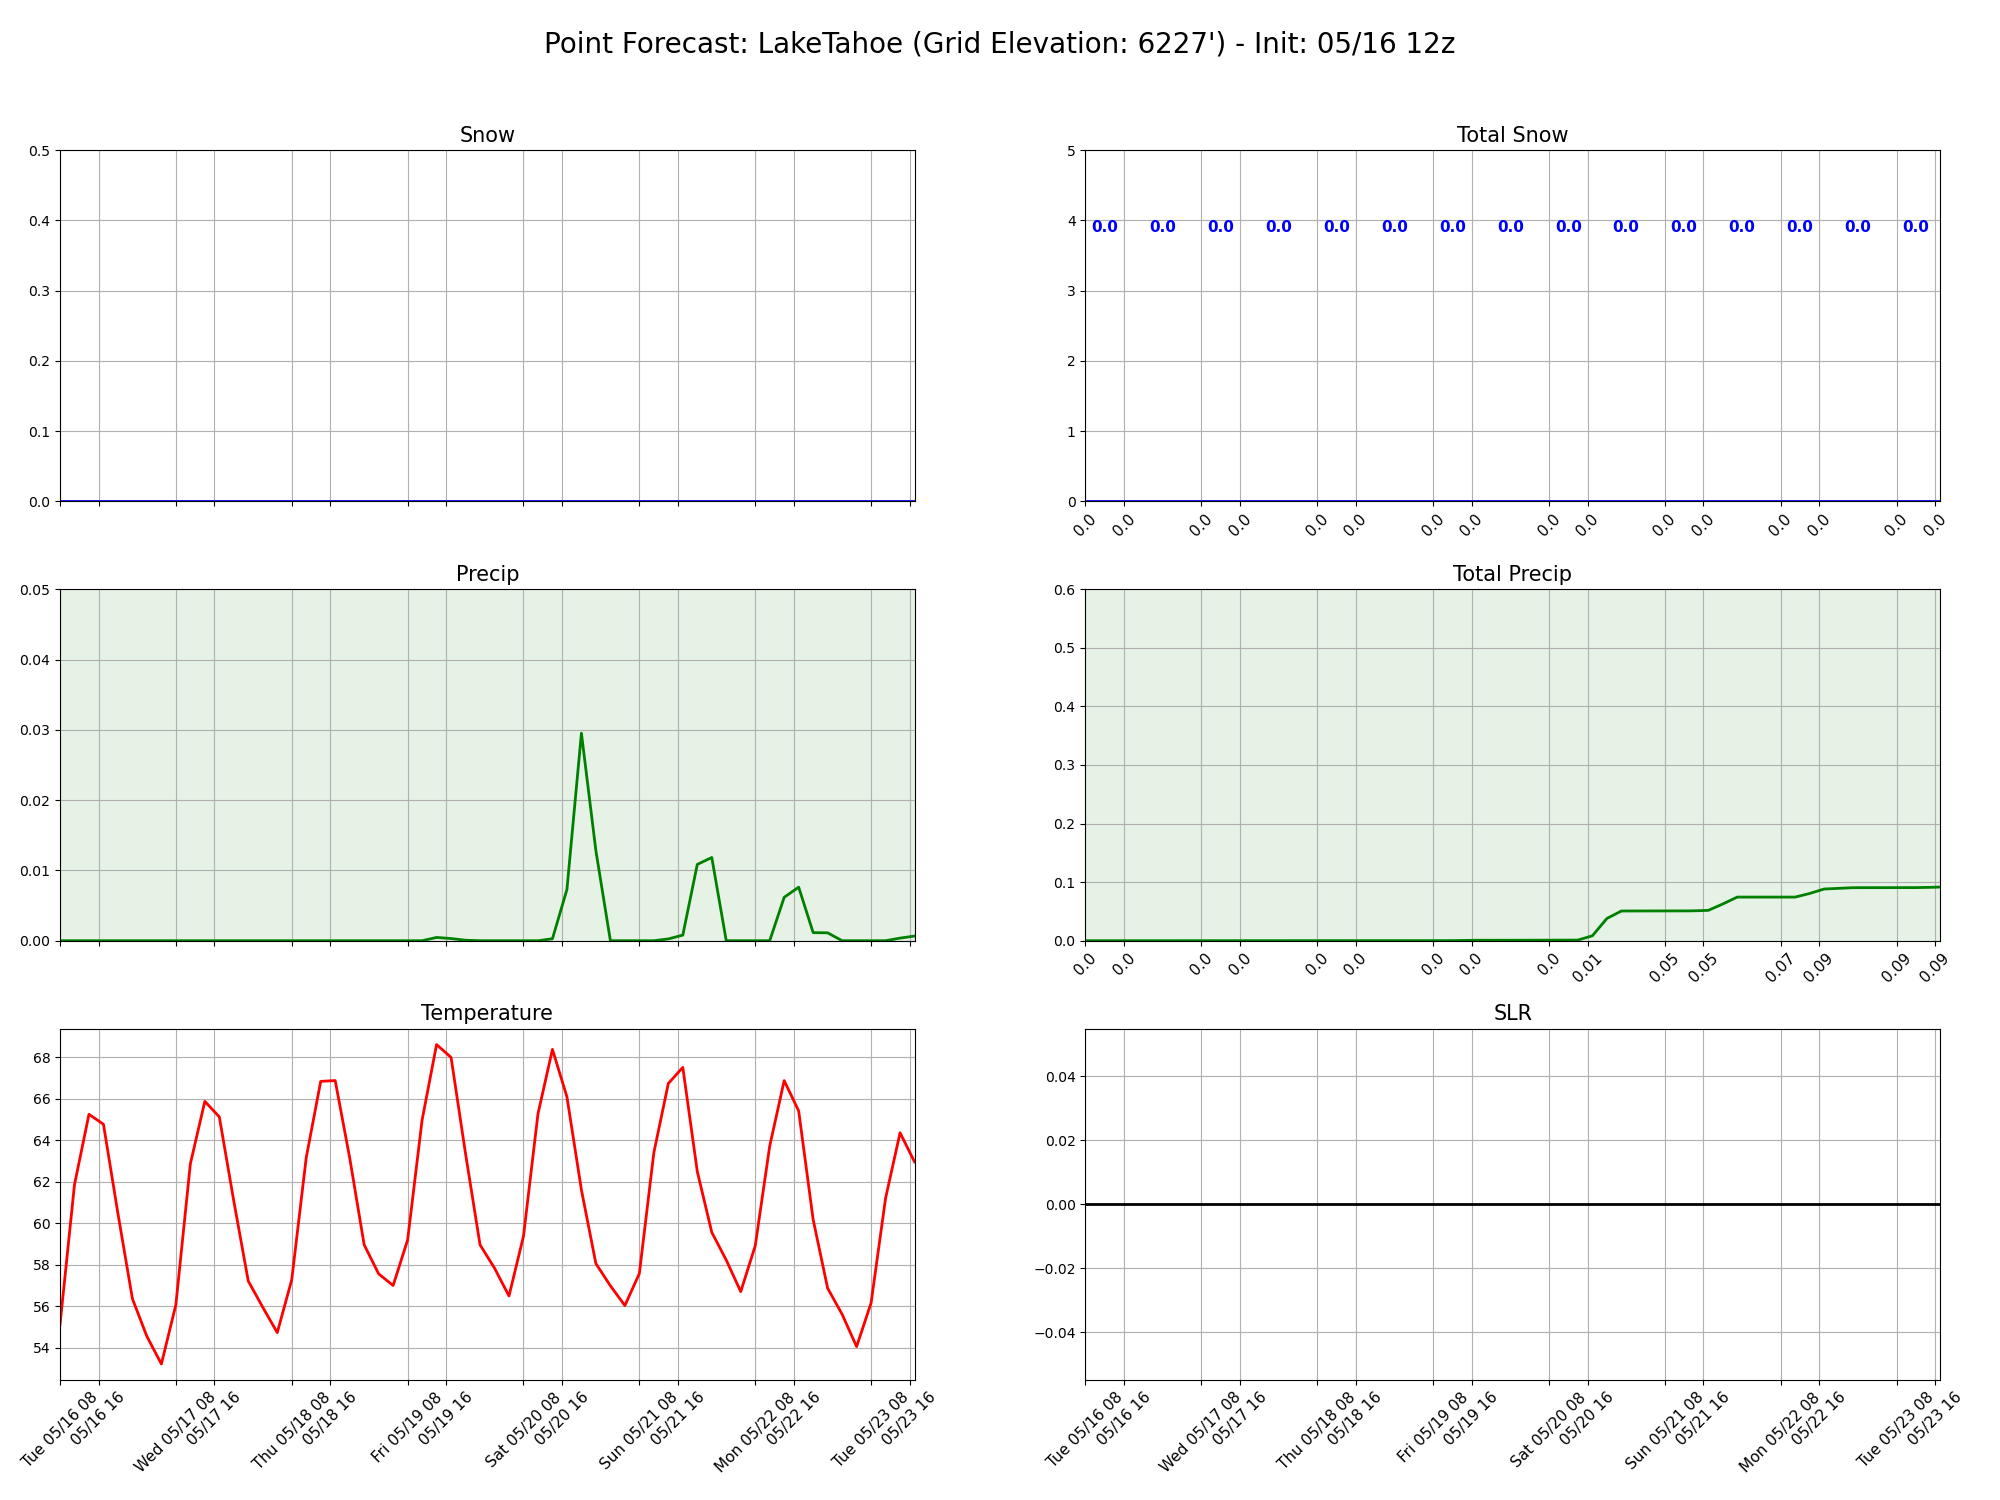 Point Forecast: LakeTahoe (Grid Elevation: 6227') - Init: 05/16 12z
Snow
0.5
0.4
0.3
0.2
0.1
0.0
Total Snow
5
4
3
2
1
0
0.0 0.0 0.0 0.0 0.0 0.0 0.0 0.0 0.0 0.0 0.0 0.0 0.0 0.0 0.0
0.0 0.0 0.0 0.0 0.0 0.0 0.0 0.0 0.0 0.0 0.0 0.0 0.0 0.0 0.0 0.0
Precip
0.05
0.04
0.03
0.02
0.01
0.00
Total Precip
0.6
0.5
0.4
0.3
0.2
0.1
0.0
0.0 0.0 0.0 0.0 0.0 0.0 0.0 0.0 0.0 0.01 0.05 0.05 0.07 0.09 0.09 0.09
Temperature
68
66
64
62
60
58
56
54
Tue 05/16 08
05/16 16
Wed 05/17 08
05/17 16
Thu 05/18 08
05/18 16
Fri 05/19 08
05/19 16
Sat 05/20 08
05/20 16
Sun 05/21 08
05/21 16
Mon 05/22 08
05/22 16
Tue 05/23 08
05/23 16
SLR
0.04
0.02
0.00
−0.02
−0.04
Tue 05/16 08
05/16 16
Wed 05/17 08
05/17 16
Thu 05/18 08
05/18 16
Fri 05/19 08
05/19 16
Sat 05/20 08
05/20 16
Sun 05/21 08
05/21 16
Mon 05/22 08
05/22 16
Tue 05/23 08
05/23 16